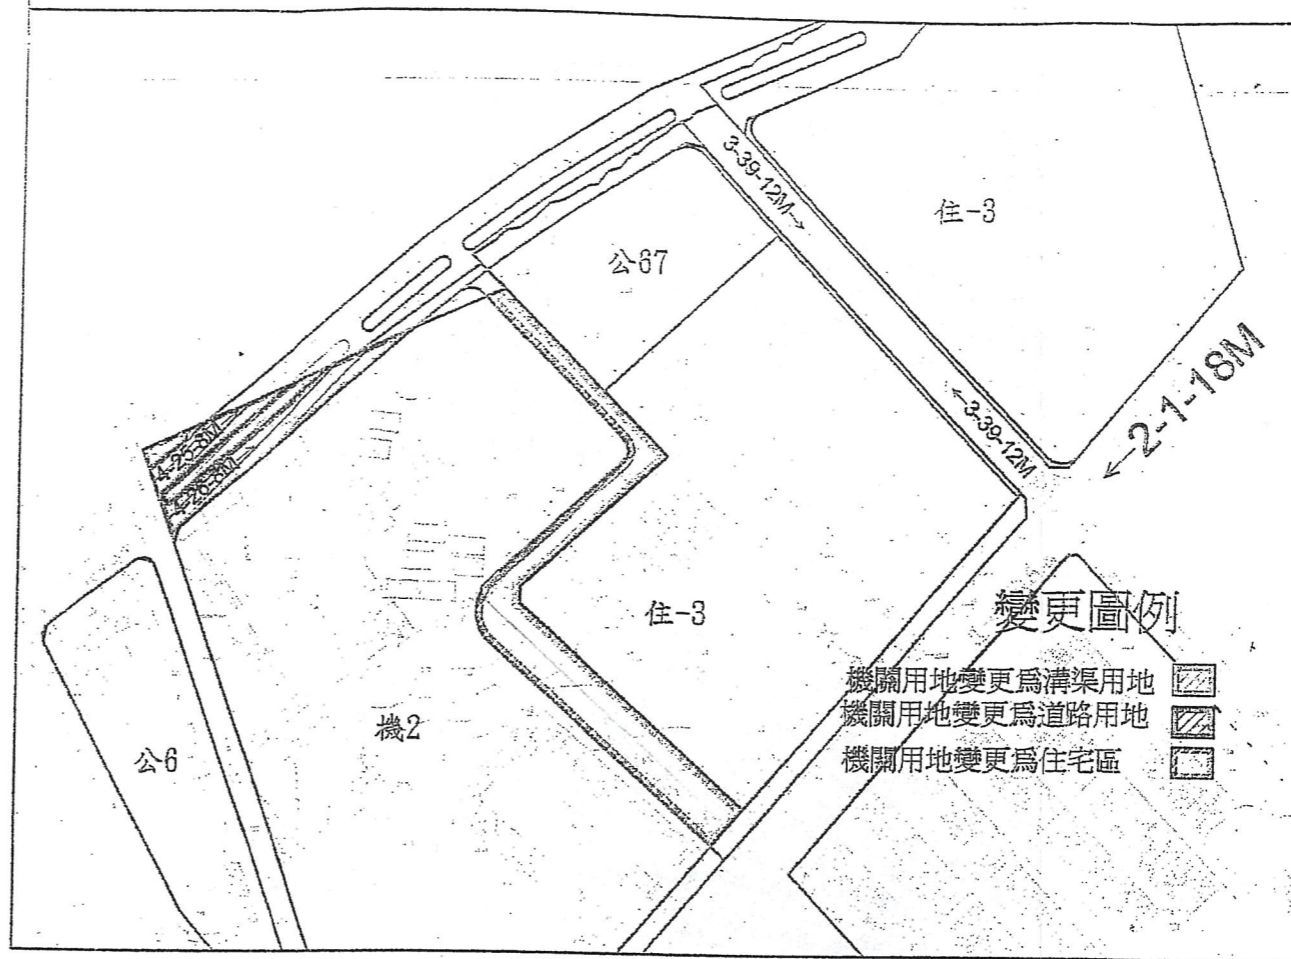 3-39-12M→
住-3
公67
←2-1-18M
←3-39-12M
4-25-8M→
4-26-8M→
住-3
變更圖例
機關用地變更爲溝渠用地
機關用地變更爲道路用地
機關用地變更爲住宅區
機2
公6